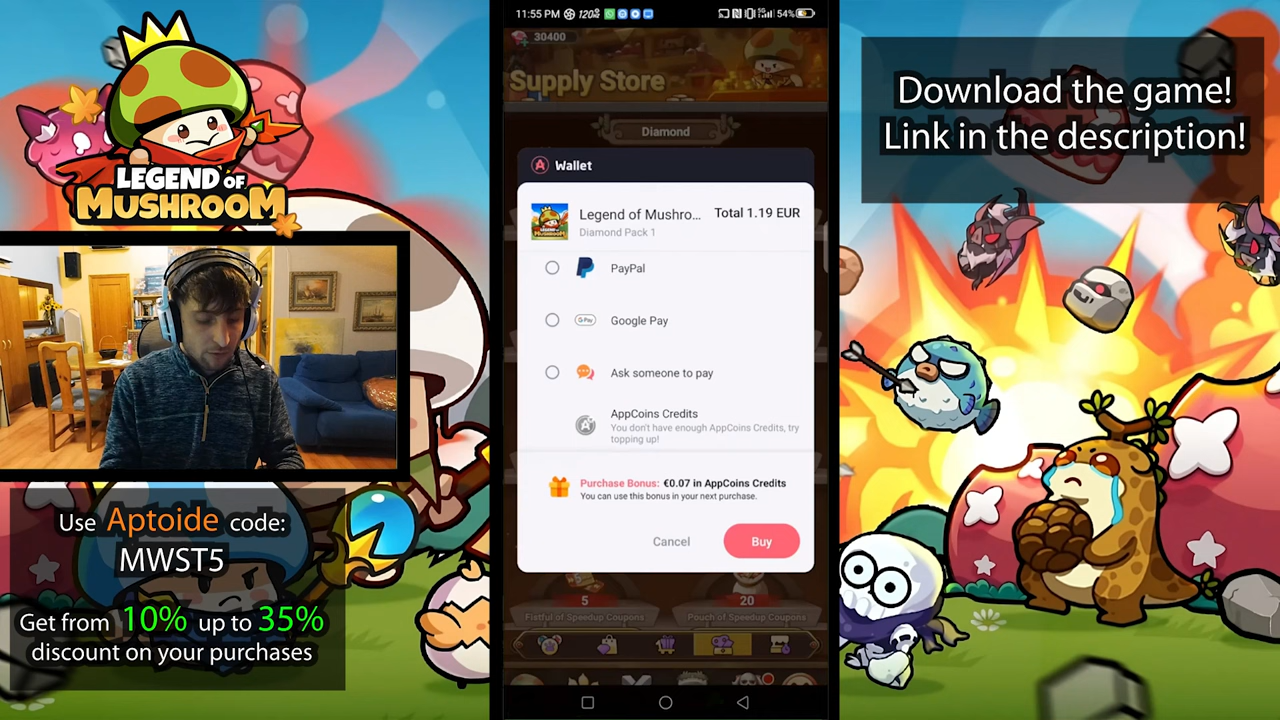 LEGEND OF
MUSHROOM
Use Aptoide code:
MWST5
Get from 10% up to 35%
discount on your purchases
11:55 PM 54%
30400
Supply Store
Diamond
Wallet
Legend of Mushro... Total 1.19 EUR
Diamond Pack 1
PayPal
G Pay Google Pay
Ask someone to pay
AppCoins Credits
You don't have enough AppCoins Credits, try
topping up!
Purchase Bonus: €0.07 in AppCoins Credits
You can use this bonus in your next purchase.
Cancel Buy
5 20
Fistful of Speedup Coupons Pouch of Speedup Coupons
Download the game!
Link in the description!